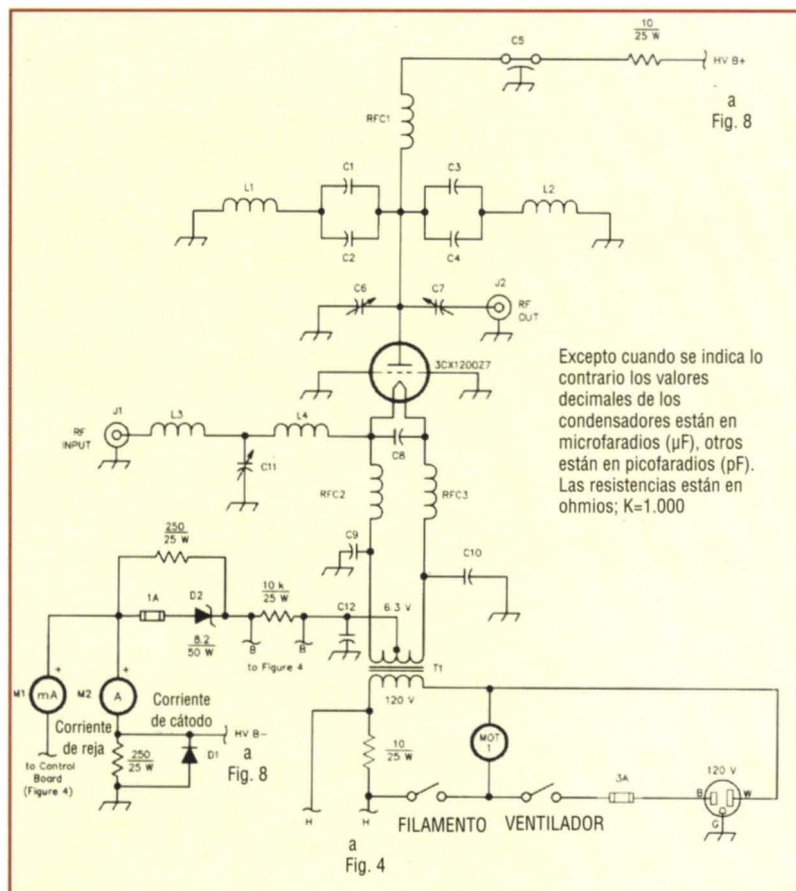 10
25 W
C5
HV B+
a
Fig. 8
RFC1
C1
C3
L1
L2
C2
C4
C6
C7
J2
RF
OUT
3CX1200Z7
Excepto cuando se indica lo
contrario los valores
decimales de los
condensadores están en
microfaradios (µF), otros
están en picofaradios (pF).
Las resistencias están en
ohmios; K=1.000
J1
RF
INPUT
L3
L4
C8
C11
RFC2
RFC3
C9
C10
250
25 W
1A
D2
8.2
50 W
10 k
25 W
B
B
to Figure 4
C12
6.3 V
T1
120 V
M1
mA
+
M2
A
+
Corriente
de reja
Corriente
de cátodo
HV B-
a
Fig. 8
to Control
Board
(Figure 4)
250
25 W
D1
10
25 W
MOT
1
3A
120 V
B
W
G
H
H
FILAMENTO
VENTILADOR
a
Fig. 4